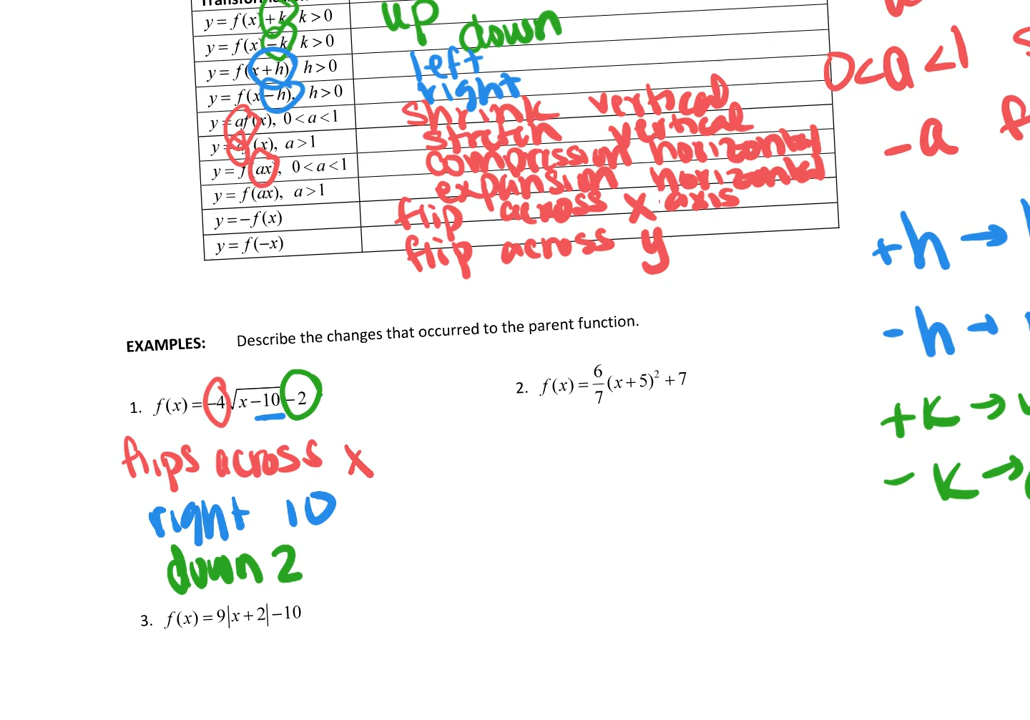 y = f(x)+k, k > 0 up
y = f(x)−k, k > 0 down
y = f(x+h), h > 0 left
y = f(x−h), h > 0 right
y = af(x), 0 < a < 1 shrink vertical
y = (x), a > 1 stretch vertical
y = f(ax), 0 < a < 1 compression horizontal
y = f(ax), a > 1 expansion horizontal
y = −f(x) flip across x axis
y = f(−x) flip across y
0<a<1
-a
+h →
-h →
+K →
-K →
EXAMPLES: Describe the changes that occurred to the parent function.
1. f(x) = −4√x−10 −2
2. f(x) = 6/7 (x+5)² + 7
flips across x
right 10
down 2
3. f(x) = 9|x+2|−10